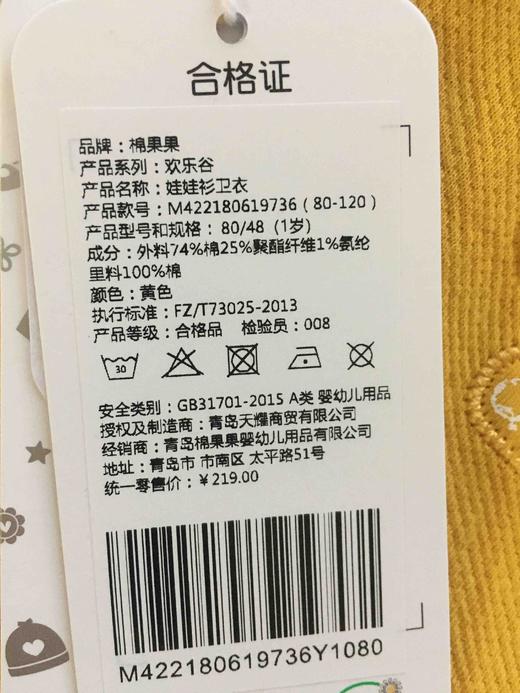 合格证
品牌：棉果果
产品系列：欢乐谷
产品名称：娃娃衫卫衣
产品款号：M422180619736（80-120）
产品型号和规格：80/48（1岁）
成分：外料74%棉25%聚酯纤维1%氨纶
里料100%棉
颜色：黄色
执行标准：FZ/T73025-2013
产品等级：合格品 检验员：008
30
安全类别：GB31701-2015 A类 婴幼儿用品
授权及制造商：青岛天耀商贸有限公司
经销商：青岛棉果果婴幼儿用品有限公司
地址：青岛市 市南区 太平路51号
统一零售价：￥219.00
M422180619736Y1080